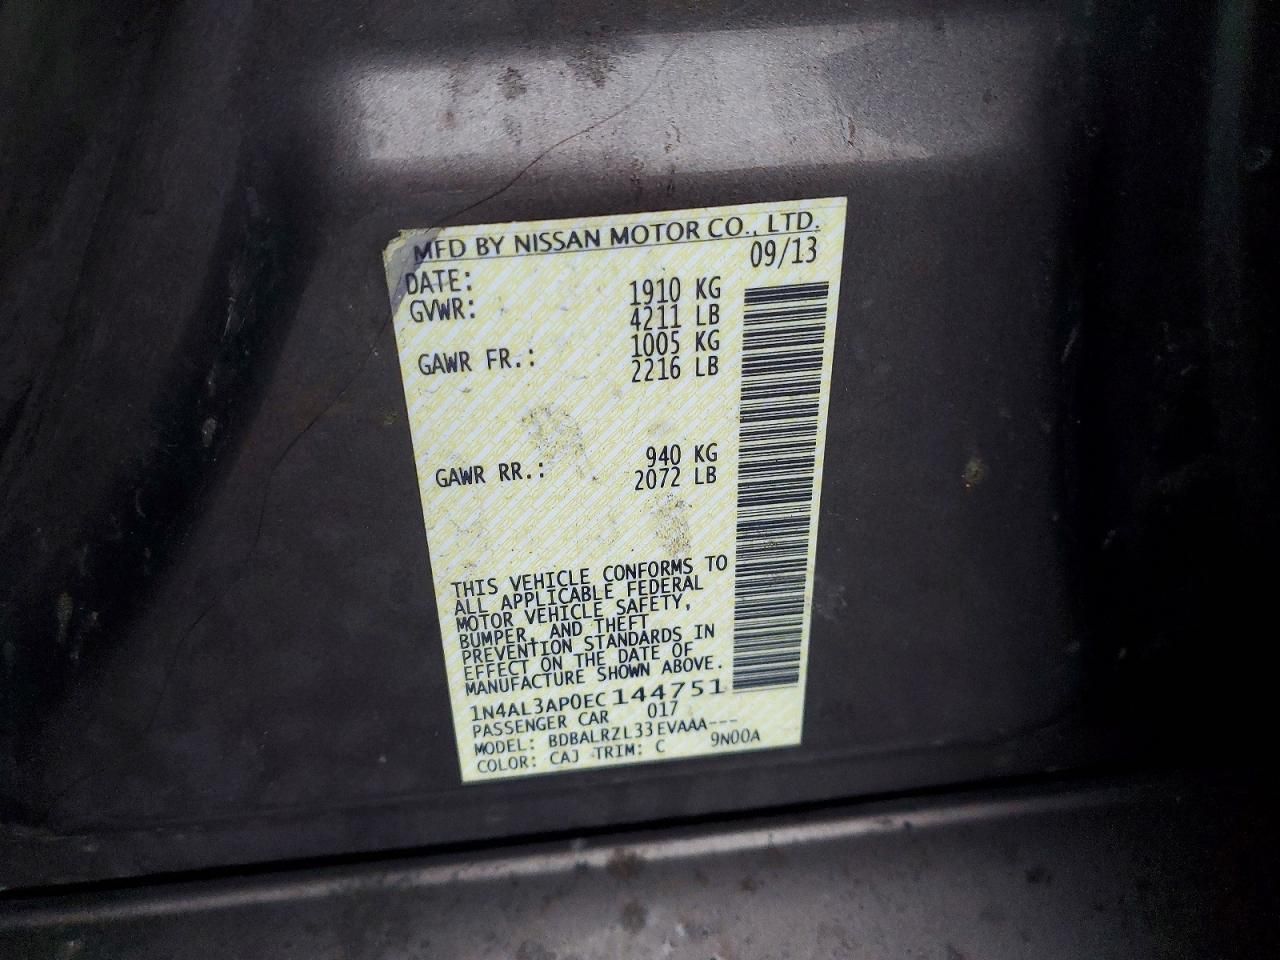 MFD BY NISSAN MOTOR CO., LTD.
DATE: 09/13
GVWR: 1910 KG
4211 LB
GAWR FR.: 1005 KG
2216 LB
GAWR RR.: 940 KG
2072 LB
THIS VEHICLE CONFORMS TO
ALL APPLICABLE FEDERAL
MOTOR VEHICLE SAFETY,
BUMPER, AND THEFT
PREVENTION STANDARDS IN
EFFECT ON THE DATE OF
MANUFACTURE SHOWN ABOVE.
1N4AL3AP0EC144751
PASSENGER CAR 017
MODEL: BDBALRZL33EVAAA---
COLOR: CAJ TRIM: C 9N00A